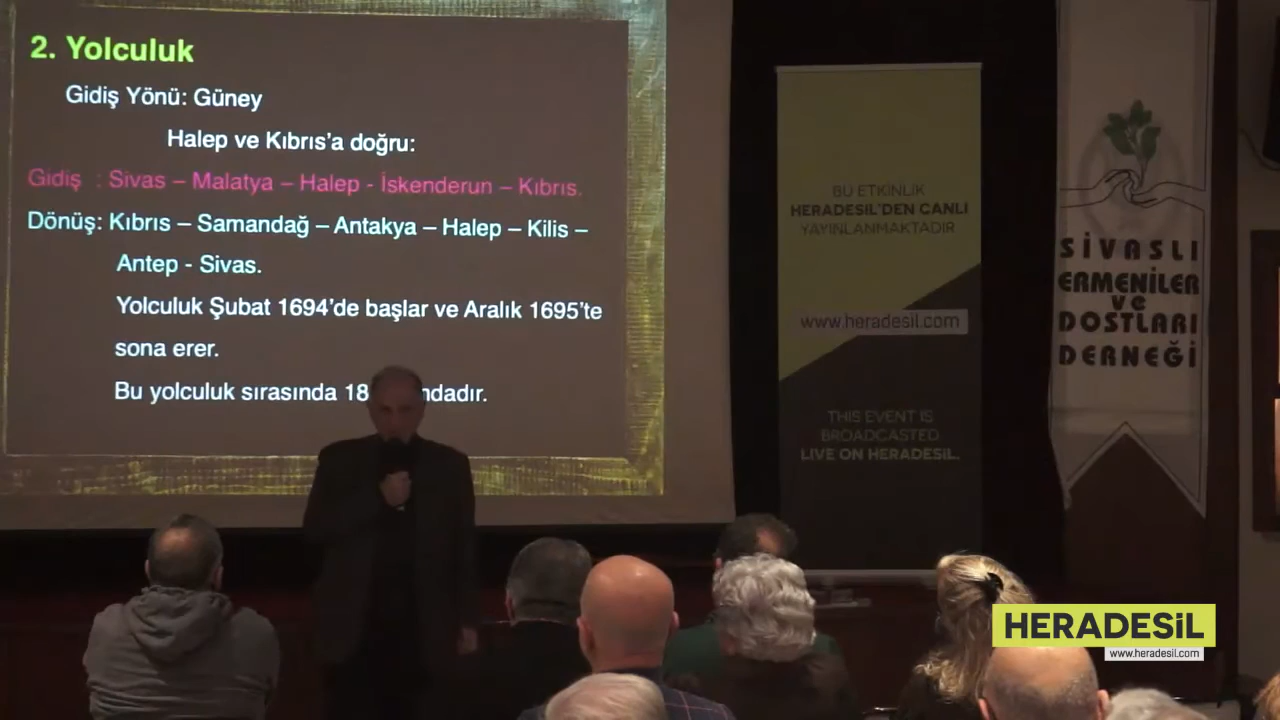 2. Yolculuk
Gidiş Yönü: Güney
Halep ve Kıbrıs’a doğru:
Gidiş : Sivas – Malatya – Halep - İskenderun – Kıbrıs.
Dönüş: Kıbrıs – Samandağ – Antakya – Halep – Kilis –
Antep - Sivas.
Yolculuk Şubat 1694’de başlar ve Aralık 1695’te
sona erer.
Bu yolculuk sırasında 18
BU ETKİNLİK
HERADESİL'DEN CANLI
YAYINLANMAKTADIR
www.heradesil.com
THIS EVENT IS
BROADCASTED
LIVE ON HERADESiL.
SİVASLI
ERMENİLER
ve
DOSTLARI
DERNEĞİ
HERADESiL
www.heradesil.com